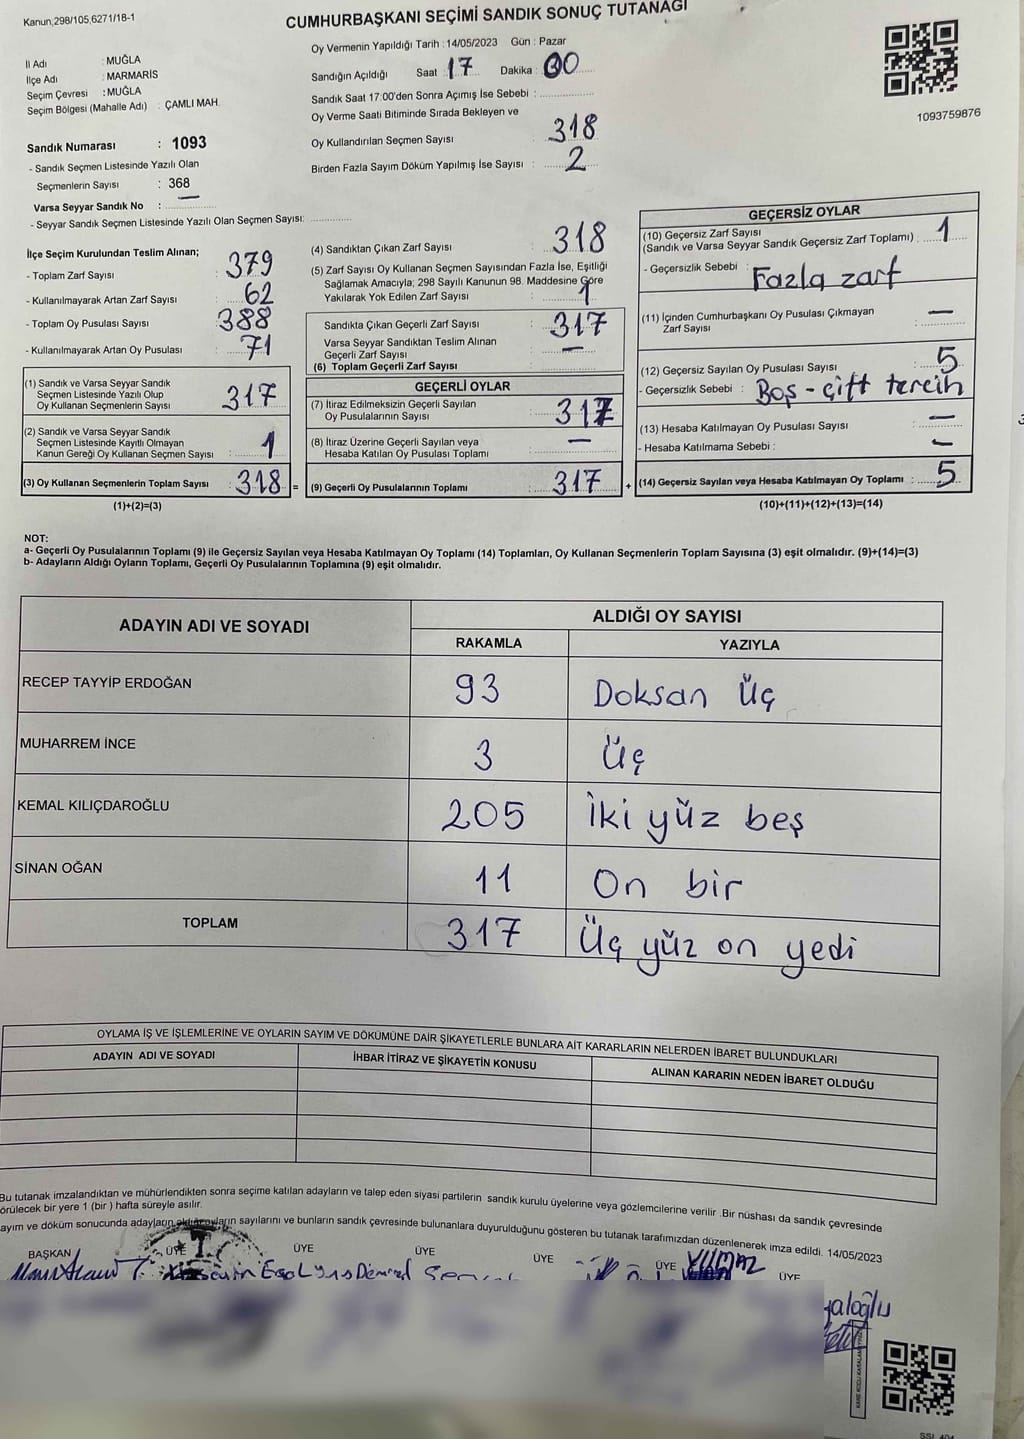 Kanun,298/105,6271/18-1
CUMHURBAŞKANI SEÇİMİ SANDIK SONUÇ TUTANAĞI
İl Adı : MUĞLA
İlçe Adı : MARMARİS
Seçim Çevresi : MUĞLA
Seçim Bölgesi (Mahalle Adı) : ÇAMLI MAH.
Sandık Numarası : 1093
- Sandık Seçmen Listesinde Yazılı Olan
Seçmenlerin Sayısı : 368
Varsa Seyyar Sandık No : —
- Seyyar Sandık Seçmen Listesinde Yazılı Olan Seçmen Sayısı: ................
Oy Vermenin Yapıldığı Tarih : 14/05/2023 Gün : Pazar
Sandığın Açıldığı Saat 17 Dakika : 00
Sandık Saat 17:00'den Sonra Açımış İse Sebebi : ................
Oy Verme Saati Bitiminde Sırada Bekleyen ve
Oy Kullandırılan Seçmen Sayısı : 318
Birden Fazla Sayım Döküm Yapılmış İse Sayısı : 2
1093759876
İlçe Seçim Kurulundan Teslim Alınan;
- Toplam Zarf Sayısı : 379
- Kullanılmayarak Artan Zarf Sayısı : 62
- Toplam Oy Pusulası Sayısı : 388
- Kullanılmayarak Artan Oy Pusulası : 71
(1) Sandık ve Varsa Seyyar Sandık
Seçmen Listesinde Yazılı Olup
Oy Kullanan Seçmenlerin Sayısı : 317
(2) Sandık ve Varsa Seyyar Sandık
Seçmen Listesinde Kayıtlı Olmayan
Kanun Gereği Oy Kullanan Seçmen Sayısı : 1
(3) Oy Kullanan Seçmenlerin Toplam Sayısı : 318 =
(1)+(2)=(3)
(4) Sandıktan Çıkan Zarf Sayısı : 318
(5) Zarf Sayısı Oy Kullanan Seçmen Sayısından Fazla İse, Eşitliği
Sağlamak Amacıyla; 298 Sayılı Kanunun 98. Maddesine Göre
Yakılarak Yok Edilen Zarf Sayısı : 1
Sandıkta Çıkan Geçerli Zarf Sayısı : 317
Varsa Seyyar Sandıktan Teslim Alınan
Geçerli Zarf Sayısı : —
(6) Toplam Geçerli Zarf Sayısı :
GEÇERLİ OYLAR
(7) İtiraz Edilmeksizin Geçerli Sayılan
Oy Pusulalarının Sayısı : 317
(8) İtiraz Üzerine Geçerli Sayılan veya
Hesaba Katılan Oy Pusulası Toplamı : —
(9) Geçerli Oy Pusulalarının Toplamı : 317 +
GEÇERSİZ OYLAR
(10) Geçersiz Zarf Sayısı
(Sandık ve Varsa Seyyar Sandık Geçersiz Zarf Toplamı) : 1
- Geçersizlik Sebebi : Fazla zarf
(11) İçinden Cumhurbaşkanı Oy Pusulası Çıkmayan
Zarf Sayısı : —
(12) Geçersiz Sayılan Oy Pusulası Sayısı : 5
- Geçersizlik Sebebi : Boş - çift tercih
(13) Hesaba Katılmayan Oy Pusulası Sayısı : —
- Hesaba Katılmama Sebebi : —
(14) Geçersiz Sayılan veya Hesaba Katılmayan Oy Toplamı : 5
(10)+(11)+(12)+(13)=(14)
NOT:
a- Geçerli Oy Pusulalarının Toplamı (9) ile Geçersiz Sayılan veya Hesaba Katılmayan Oy Toplamı (14) Toplamları, Oy Kullanan Seçmenlerin Toplam Sayısına (3) eşit olmalıdır. (9)+(14)=(3)
b- Adayların Aldığı Oyların Toplamı, Geçerli Oy Pusulalarının Toplamına (9) eşit olmalıdır.
ADAYIN ADI VE SOYADI
ALDIĞI OY SAYISI
RAKAMLA YAZIYLA
RECEP TAYYİP ERDOĞAN 93 Doksan Üç
MUHARREM İNCE 3 Üç
KEMAL KILIÇDAROĞLU 205 İki yüz beş
SİNAN OĞAN 11 On bir
TOPLAM 317 Üç yüz on yedi
OYLAMA İŞ VE İŞLEMLERİNE VE OYLARIN SAYIM VE DÖKÜMÜNE DAİR ŞİKAYETLERLE BUNLARA AİT KARARLARIN NELERDEN İBARET BULUNDUKLARI
ADAYIN ADI VE SOYADI İHBAR İTİRAZ VE ŞİKAYETİN KONUSU ALINAN KARARIN NEDEN İBARET OLDUĞU
Bu tutanak imzalandıktan ve mühürlendikten sonra seçime katılan adayların ve talep eden siyasi partilerin sandık kurulu üyelerine veya gözlemcilerine verilir .Bir nüshası da sandık çevresinde
örülecek bir yere 1 (bir ) hafta süreyle asılır.
ayım ve döküm sonucunda adayların aldığı oyların sayılarını ve bunların sandık çevresinde bulunanlara duyurulduğunu gösteren bu tutanak tarafımızdan düzenlenerek imza edildi. 14/05/2023
BAŞKAN ÜYE ÜYE ÜYE ÜYE ÜYE ÜYE
yaloğlu